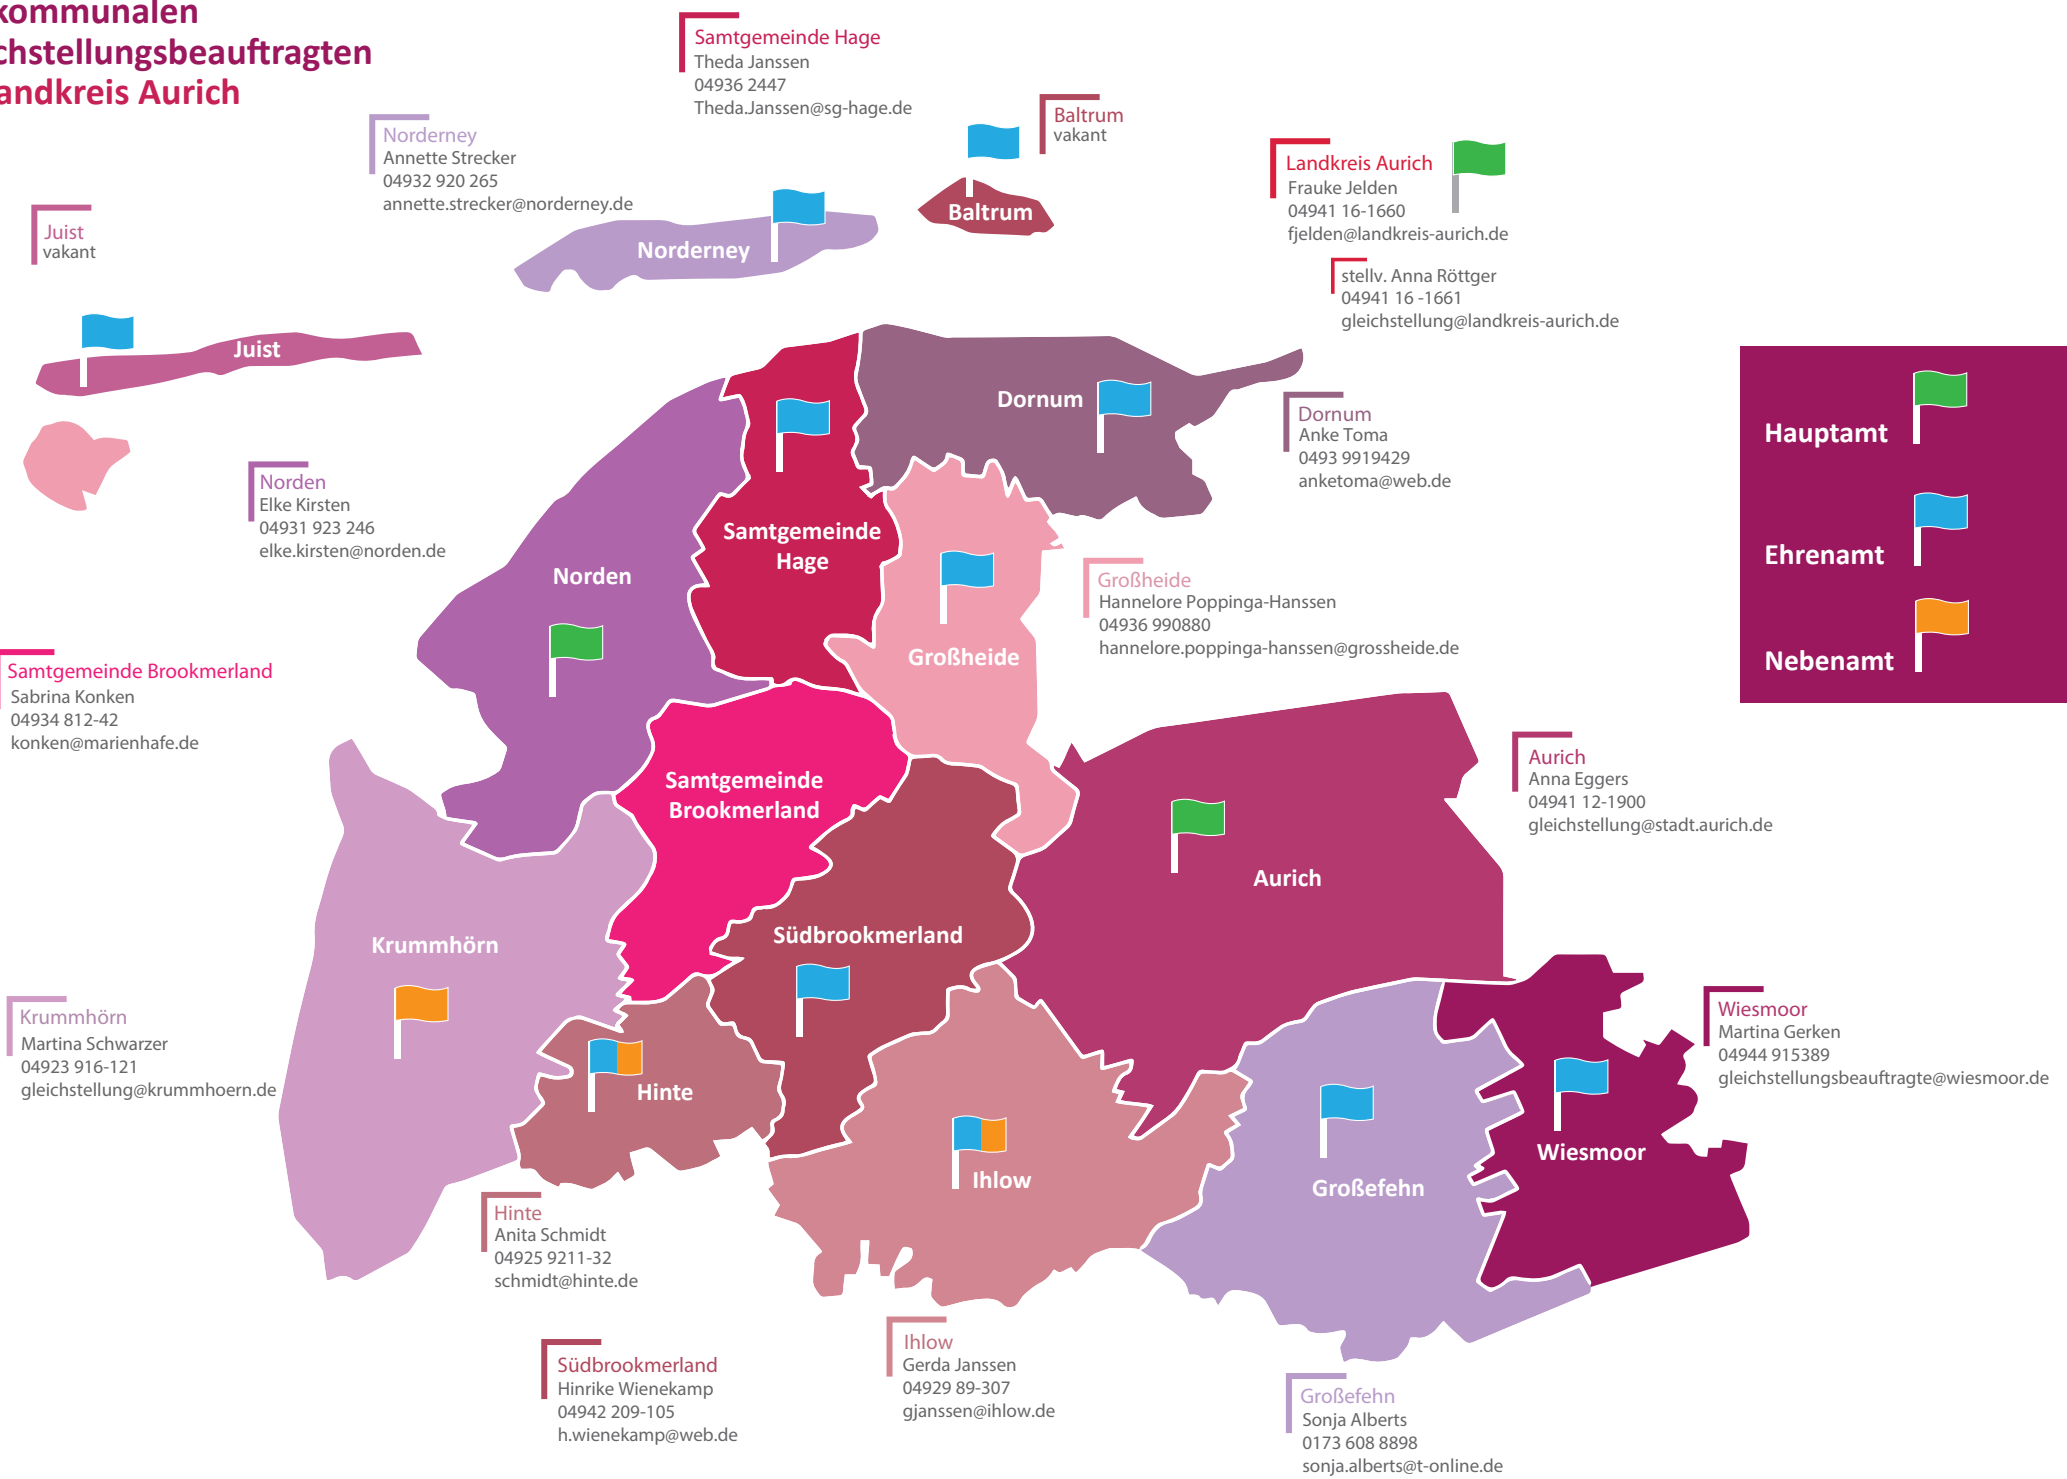 kommunalen
chstellungsbeauftragten
andkreis Aurich
Samtgemeinde Hage
Theda Janssen
04936 2447
Theda.Janssen@sg-hage.de
Baltrum
vakant
Norderney
Annette Strecker
04932 920 265
annette.strecker@norderney.de
Landkreis Aurich
Frauke Jelden
04941 16-1660
fjelden@landkreis-aurich.de
stellv. Anna Röttger
04941 16 -1661
gleichstellung@landkreis-aurich.de
Juist
vakant
Baltrum
Norderney
Juist
Dornum
Dornum
Anke Toma
0493 9919429
anketoma@web.de
Hauptamt
Ehrenamt
Nebenamt
Norden
Elke Kirsten
04931 923 246
elke.kirsten@norden.de
Samtgemeinde
Hage
Norden
Großheide
Hannelore Poppinga-Hanssen
04936 990880
hannelore.poppinga-hanssen@grossheide.de
Großheide
Samtgemeinde Brookmerland
Sabrina Konken
04934 812-42
konken@marienhafe.de
Samtgemeinde
Brookmerland
Aurich
Anna Eggers
04941 12-1900
gleichstellung@stadt.aurich.de
Aurich
Krummhörn
Südbrookmerland
Krummhörn
Martina Schwarzer
04923 916-121
gleichstellung@krummhoern.de
Wiesmoor
Martina Gerken
04944 915389
gleichstellungsbeauftragte@wiesmoor.de
Hinte
Wiesmoor
Ihlow
Großefehn
Hinte
Anita Schmidt
04925 9211-32
schmidt@hinte.de
Südbrookmerland
Hinrike Wienekamp
04942 209-105
h.wienekamp@web.de
Ihlow
Gerda Janssen
04929 89-307
gjanssen@ihlow.de
Großefehn
Sonja Alberts
0173 608 8898
sonja.alberts@t-online.de